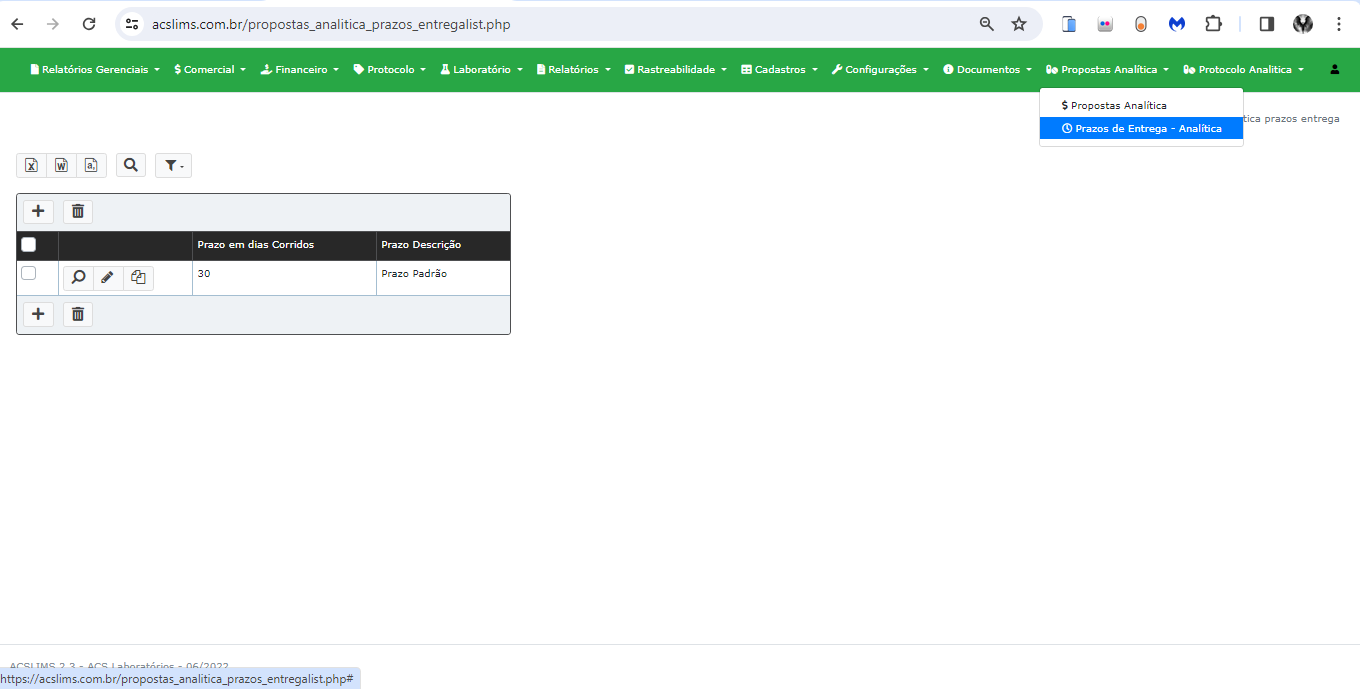 acslims.com.br/propostas_analitica_prazos_entregalist.php
Relatórios Gerenciais $ Comercial Financeiro Protocolo Laboratório Relatórios Rastreabilidade Cadastros Configurações Documentos Propostas Analítica Protocolo Analitica
$ Propostas Analítica
Prazos de Entrega - Analítica
tica prazos entrega
Prazo em dias Corridos Prazo Descrição
30 Prazo Padrão
ACSLIMS 2.3 - ACS Laboratórios - 06/2022
https://acslims.com.br/propostas_analitica_prazos_entregalist.php#